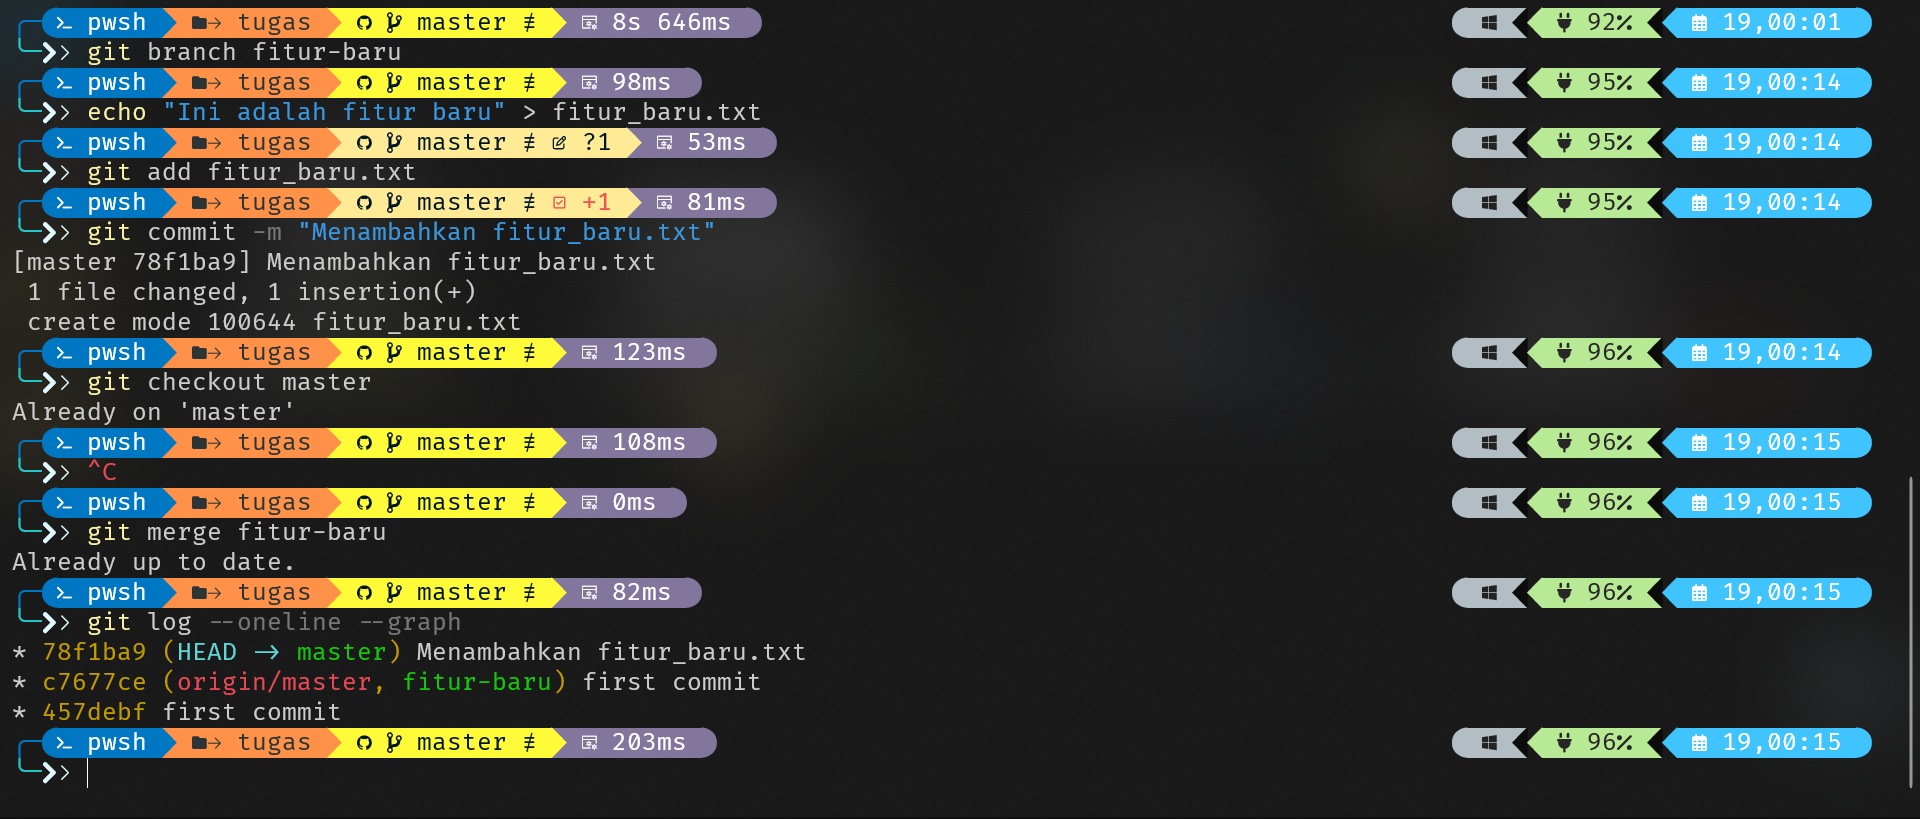 pwsh tugas master ≢ 8s 646ms 92% 19,00:01
git branch fitur-baru
pwsh tugas master ≢ 98ms 95% 19,00:14
echo "Ini adalah fitur baru" > fitur_baru.txt
pwsh tugas master ≢ ?1 53ms 95% 19,00:14
git add fitur_baru.txt
pwsh tugas master ≢ +1 81ms 95% 19,00:14
git commit -m "Menambahkan fitur_baru.txt"
[master 78f1ba9] Menambahkan fitur_baru.txt
1 file changed, 1 insertion(+)
create mode 100644 fitur_baru.txt
pwsh tugas master ≢ 123ms 96% 19,00:14
git checkout master
Already on 'master'
pwsh tugas master ≢ 108ms 96% 19,00:15
^C
pwsh tugas master ≢ 0ms 96% 19,00:15
git merge fitur-baru
Already up to date.
pwsh tugas master ≢ 82ms 96% 19,00:15
git log --oneline --graph
* 78f1ba9 (HEAD -> master) Menambahkan fitur_baru.txt
* c7677ce (origin/master, fitur-baru) first commit
* 457debf first commit
pwsh tugas master ≢ 203ms 96% 19,00:15